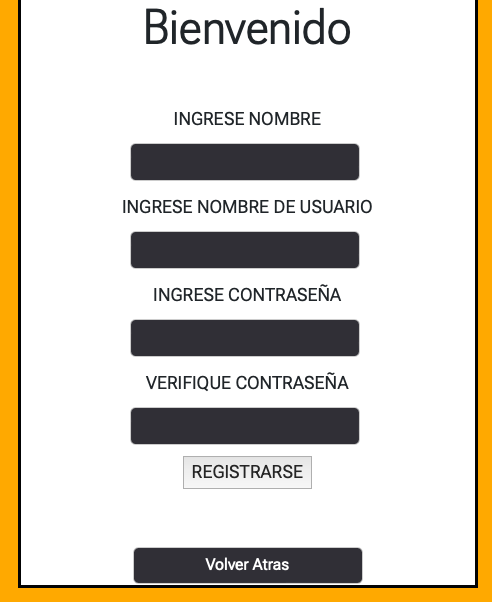 Bienvenido
INGRESE NOMBRE
INGRESE NOMBRE DE USUARIO
INGRESE CONTRASEÑA
VERIFIQUE CONTRASEÑA
REGISTRARSE
Volver Atras